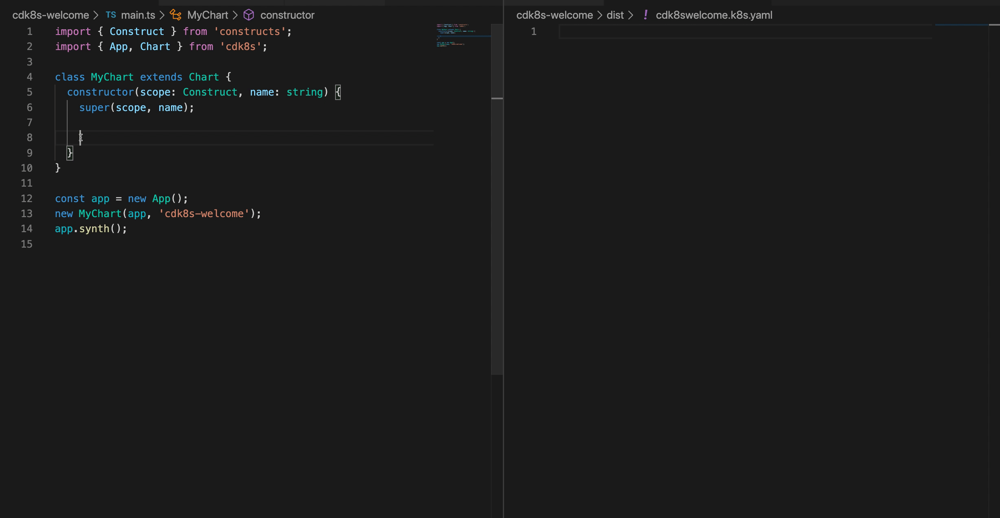 cdk8s-welcome > TS main.ts > MyChart > constructor
1 import { Construct } from 'constructs';
2 import { App, Chart } from 'cdk8s';
3
4 class MyChart extends Chart {
5   constructor(scope: Construct, name: string) {
6     super(scope, name);
7
8
9   }
10 }
11
12 const app = new App();
13 new MyChart(app, 'cdk8s-welcome');
14 app.synth();
15
cdk8s-welcome > dist > ! cdk8swelcome.k8s.yaml
1